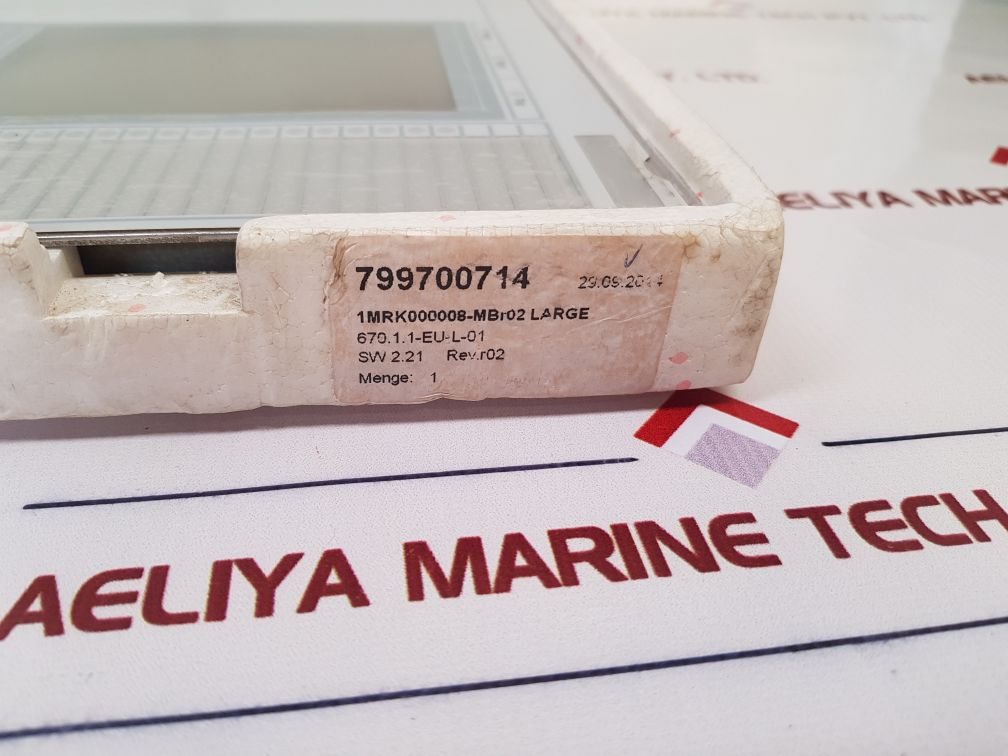 799700714
29.09.2014
1MRK000008-MBr02 LARGE
670.1.1-EU-L-01
SW 2.21 Rev.r02
Menge: 1
AELIYA MAR
AELIYA MARINE TECH